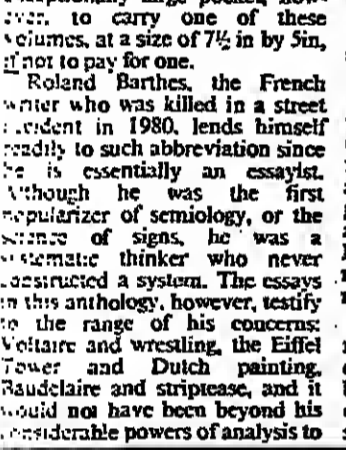 large pocket, how-
ever, to carry one of these
volumes, at a size of 7½ in by 5in,
if not to pay for one.
Roland Barthes, the French
writer who was killed in a street
accident in 1980, lends himself
readily to such abbreviation since
he is essentially an essayist.
Although he was the first
popularizer of semiology, or the
science of signs, he was a
systematic thinker who never
constructed a system. The essays
in this anthology, however, testify
to the range of his concerns:
Voltaire and wrestling, the Eiffel
Tower and Dutch painting,
Baudelaire and striptease, and it
would not have been beyond his
considerable powers of analysis to